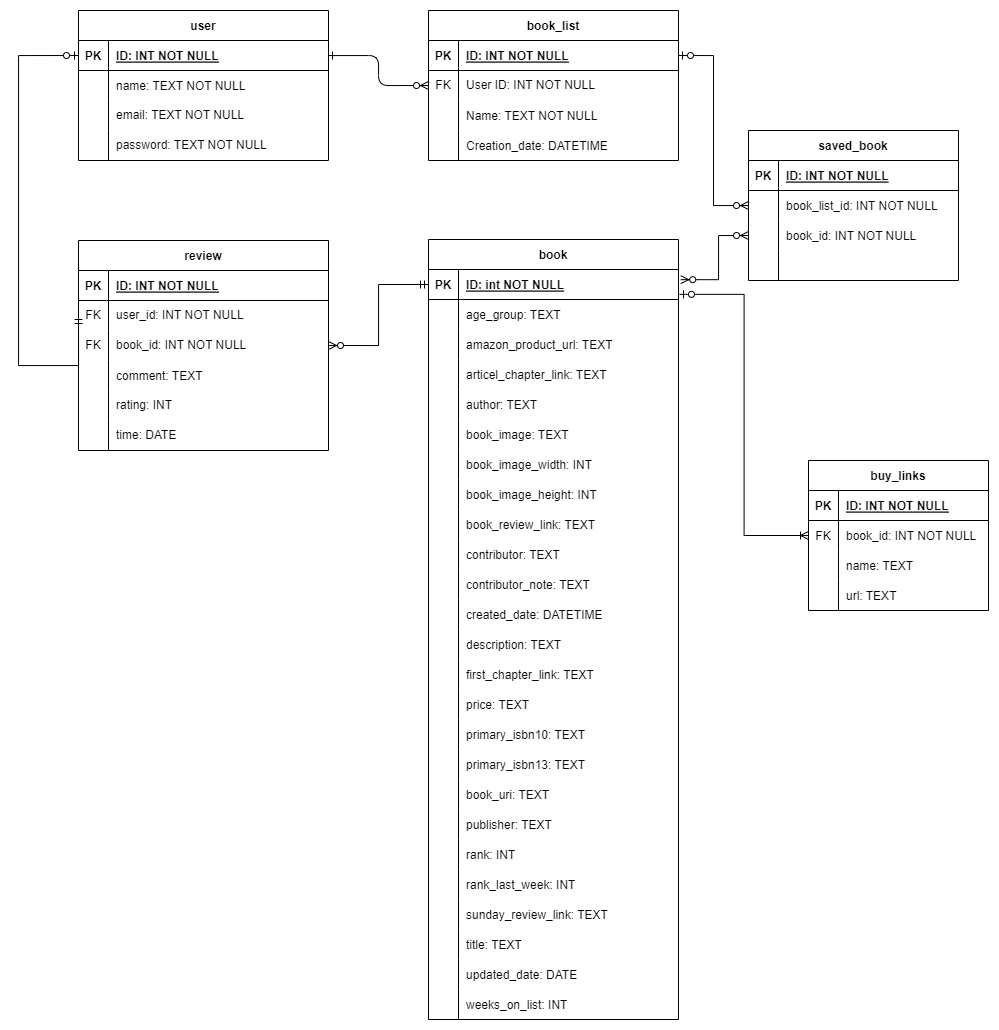 user
PK ID: INT NOT NULL
name: TEXT NOT NULL
email: TEXT NOT NULL
password: TEXT NOT NULL
book_list
PK ID: INT NOT NULL
FK User ID: INT NOT NULL
Name: TEXT NOT NULL
Creation_date: DATETIME
saved_book
PK ID: INT NOT NULL
book_list_id: INT NOT NULL
book_id: INT NOT NULL
review
PK ID: INT NOT NULL
FK user_id: INT NOT NULL
FK book_id: INT NOT NULL
comment: TEXT
rating: INT
time: DATE
book
PK ID: int NOT NULL
age_group: TEXT
amazon_product_url: TEXT
articel_chapter_link: TEXT
author: TEXT
book_image: TEXT
book_image_width: INT
book_image_height: INT
book_review_link: TEXT
contributor: TEXT
contributor_note: TEXT
created_date: DATETIME
description: TEXT
first_chapter_link: TEXT
price: TEXT
primary_isbn10: TEXT
primary_isbn13: TEXT
book_uri: TEXT
publisher: TEXT
rank: INT
rank_last_week: INT
sunday_review_link: TEXT
title: TEXT
updated_date: DATE
weeks_on_list: INT
buy_links
PK ID: INT NOT NULL
FK book_id: INT NOT NULL
name: TEXT
url: TEXT